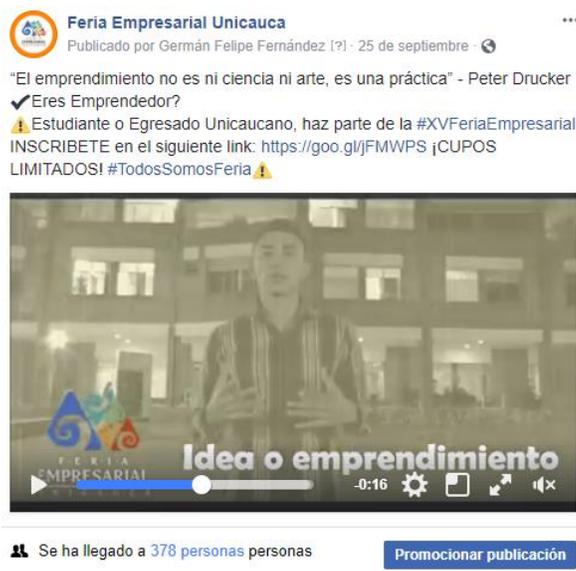 Feria Empresarial Unicauca
Publicado por Germán Felipe Fernández [?] · 25 de septiembre ·
“El emprendimiento no es ni ciencia ni arte, es una práctica” - Peter Drucker
✔Eres Emprendedor?
⚠Estudiante o Egresado Unicaucano, haz parte de la #XVFeriaEmpresarial
INSCRIBETE en el siguiente link: https://goo.gl/jFMWPS ¡CUPOS
LIMITADOS! #TodosSomosFeria⚠
FERIA
EMPRESARIAL
Idea o emprendimiento
-0:16
Se ha llegado a 378 personas personas
Promocionar publicación